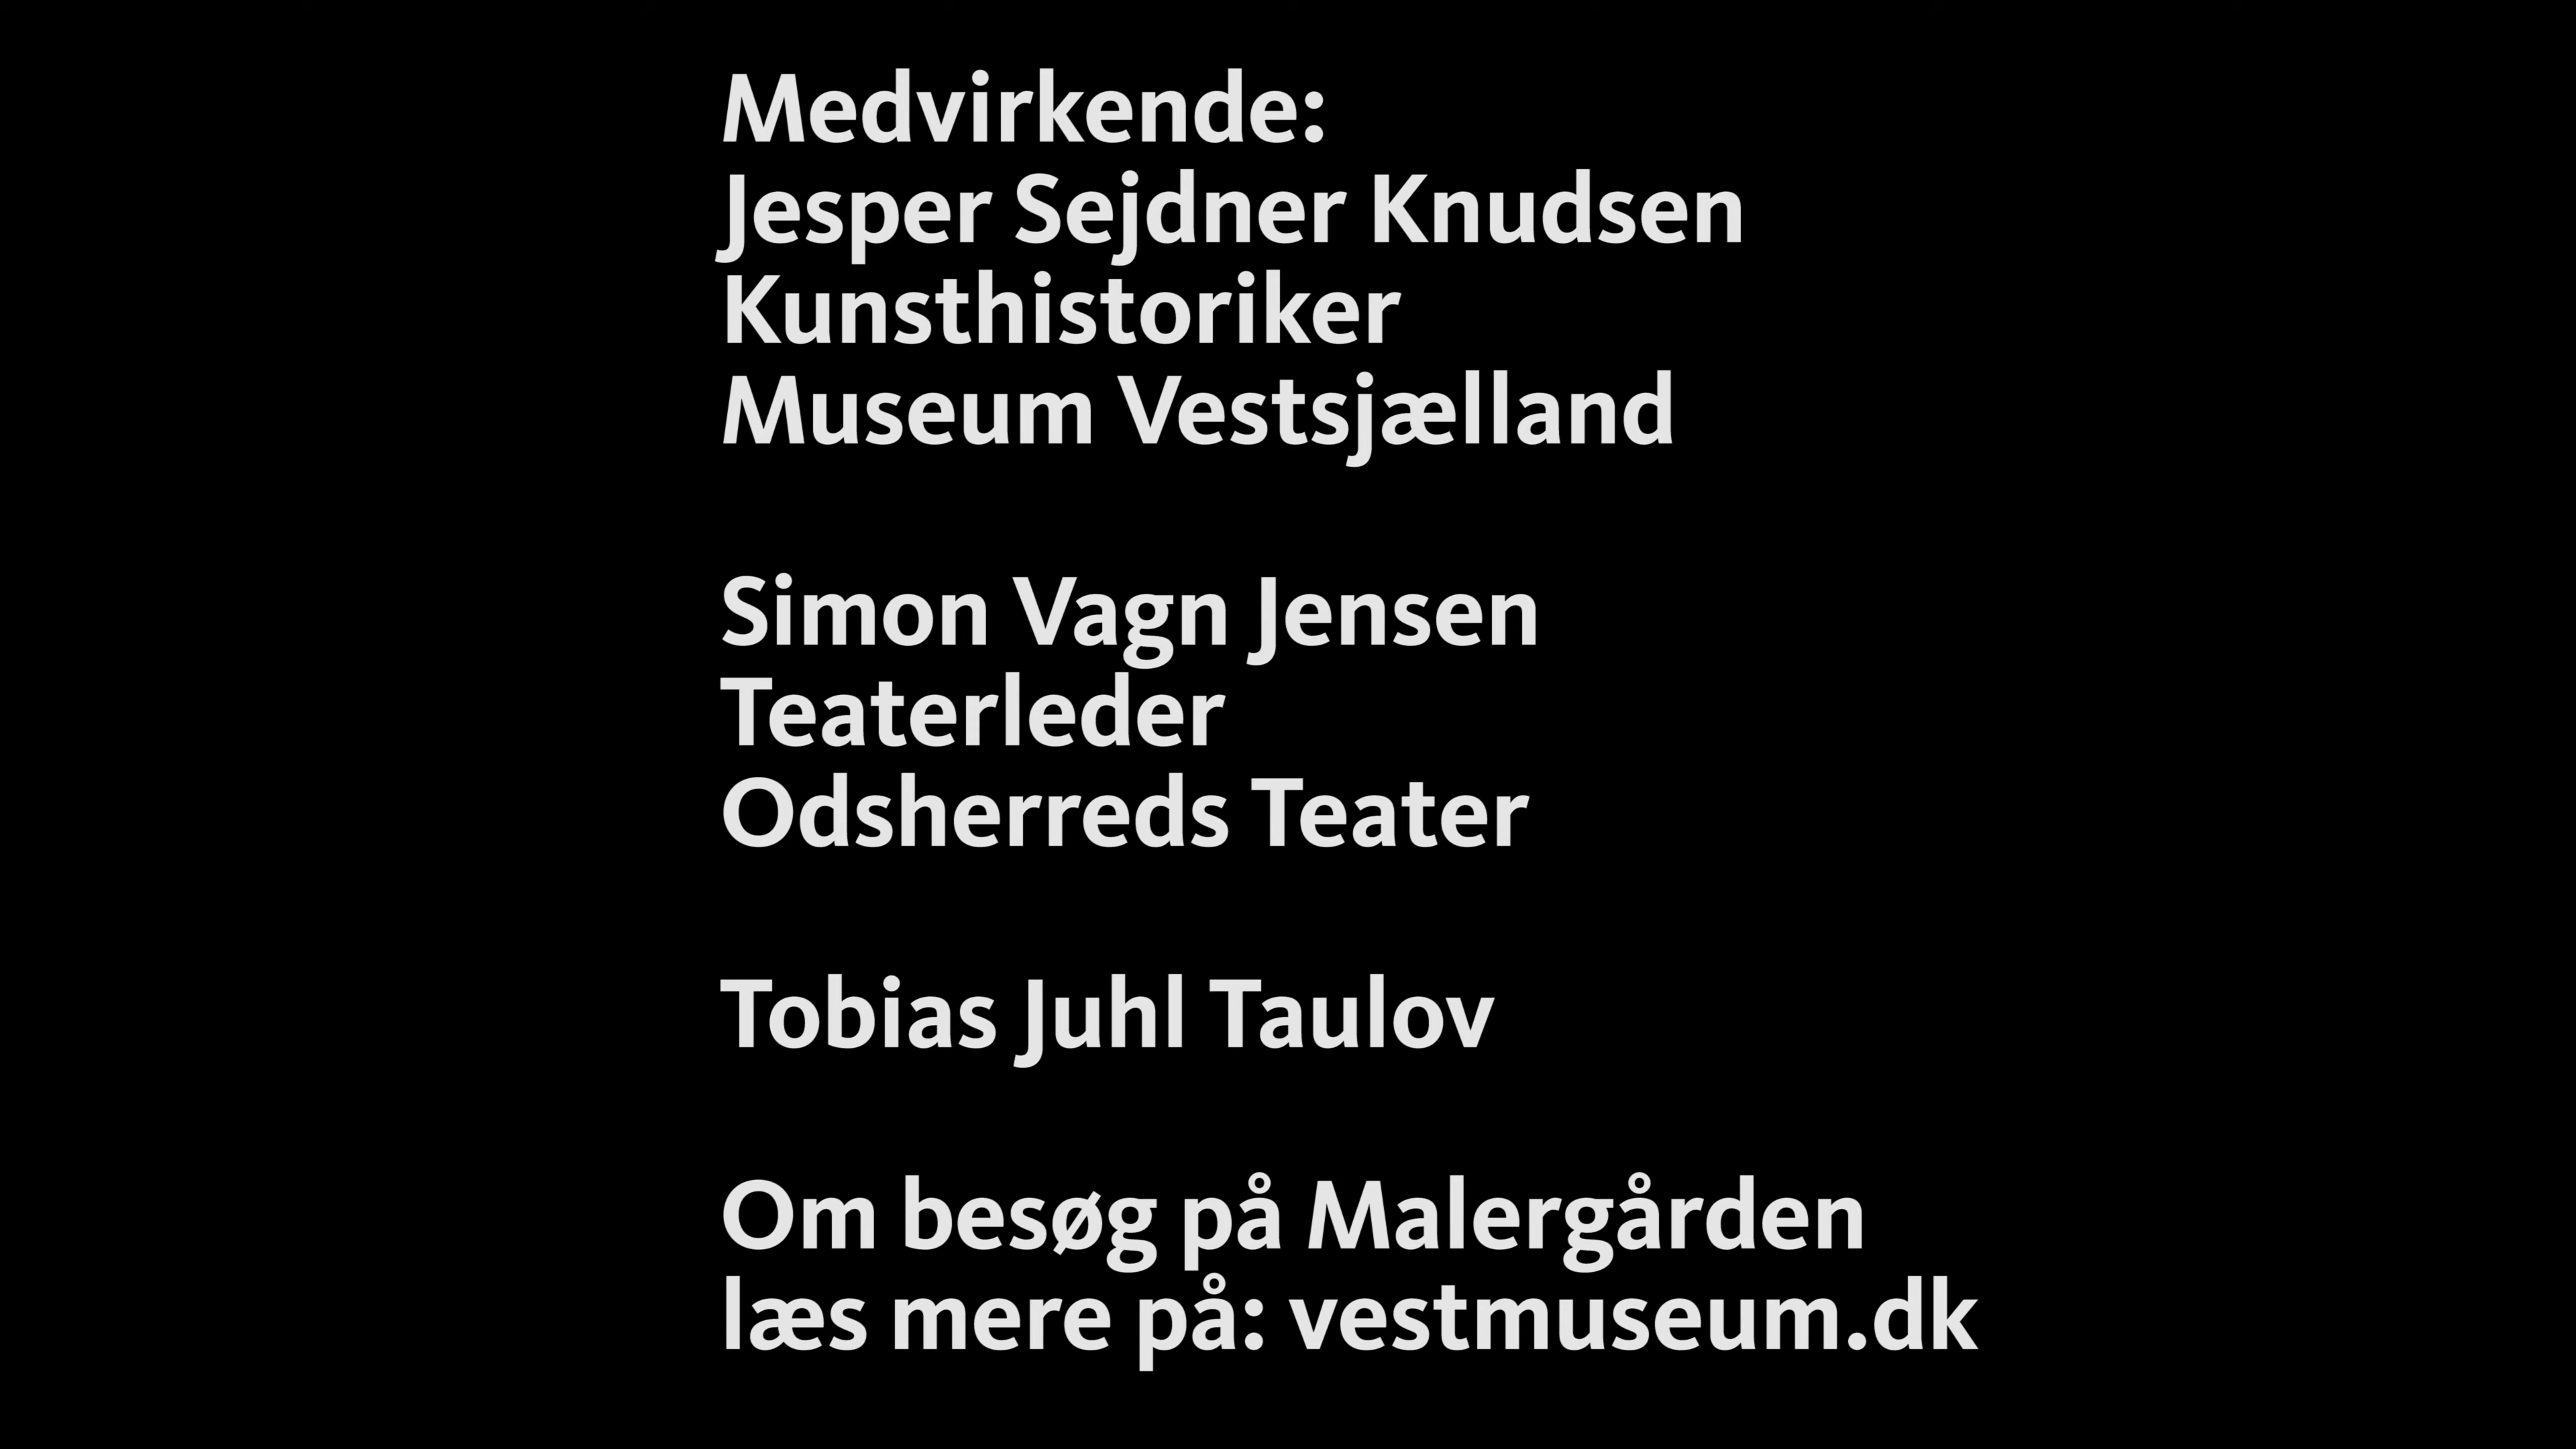 Medvirkende:
Jesper Sejdner Knudsen
Kunsthistoriker
Museum Vestsjælland
Simon Vagn Jensen
Teaterleder
Odsherreds Teater
Tobias Juhl Taulov
Om besøg på Malergården
læs mere på: vestmuseum.dk